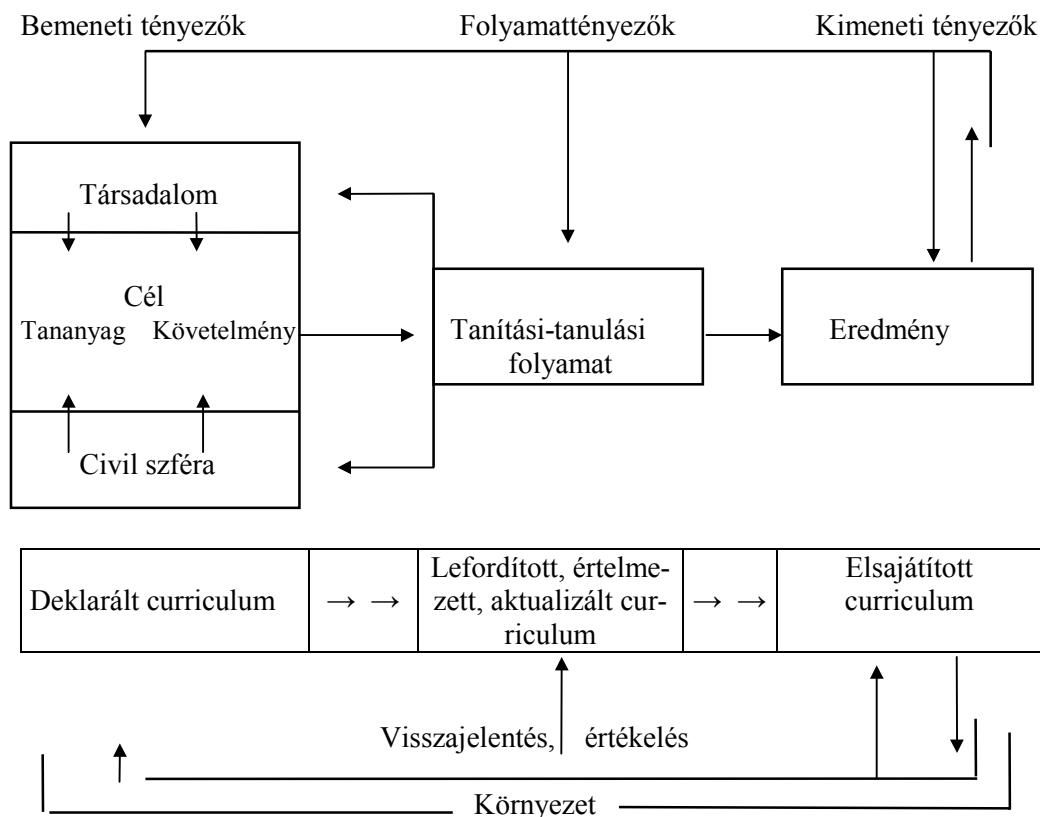 Bemeneti tényezők Folyamattényezők Kimeneti tényezők
Társadalom
Cél
Tananyag Követelmény
Civil szféra
Tanítási-tanulási
folyamat
Eredmény
Deklarált curriculum
→ →
Lefordított, értelme-
zett, aktualizált cur-
riculum
→ →
Elsajátított
curriculum
Visszajelentés, értékelés
Környezet